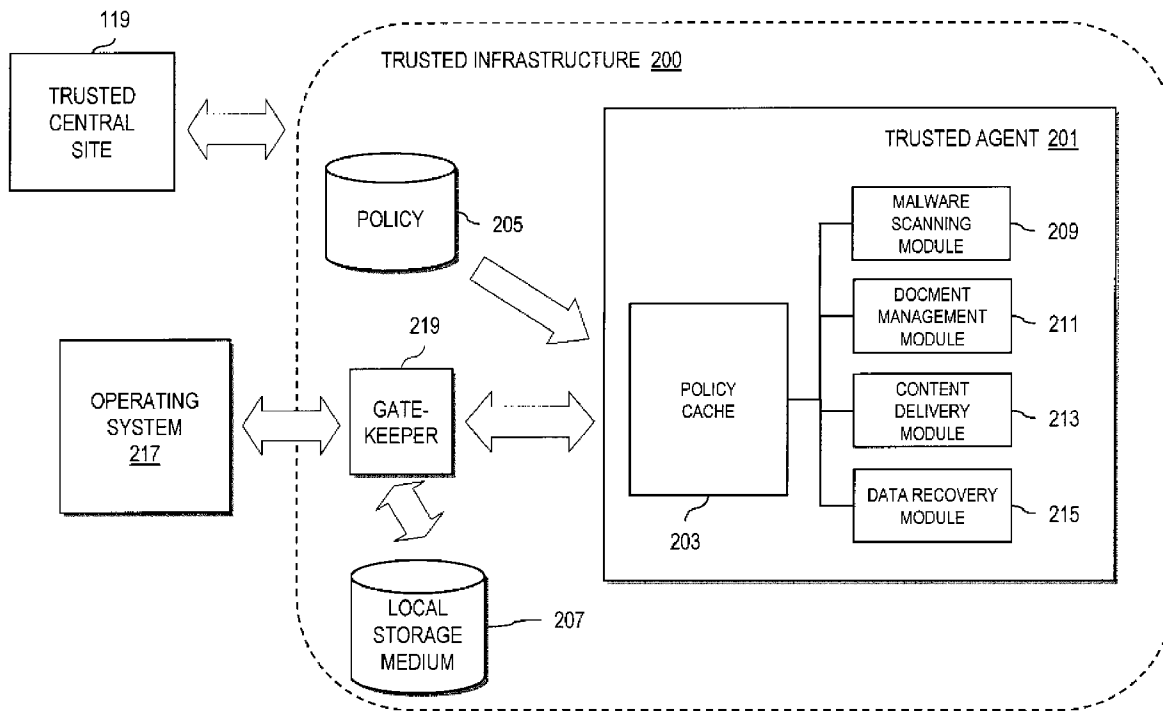 119
TRUSTED
CENTRAL
SITE
TRUSTED INFRASTRUCTURE 200
POLICY
205
TRUSTED AGENT 201
MALWARE
SCANNING
MODULE
209
DOCMENT
MANAGEMENT
MODULE
211
CONTENT
DELIVERY
MODULE
213
DATA RECOVERY
MODULE
215
POLICY
CACHE
203
219
GATE-
KEEPER
OPERATING
SYSTEM
217
LOCAL
STORAGE
MEDIUM
207